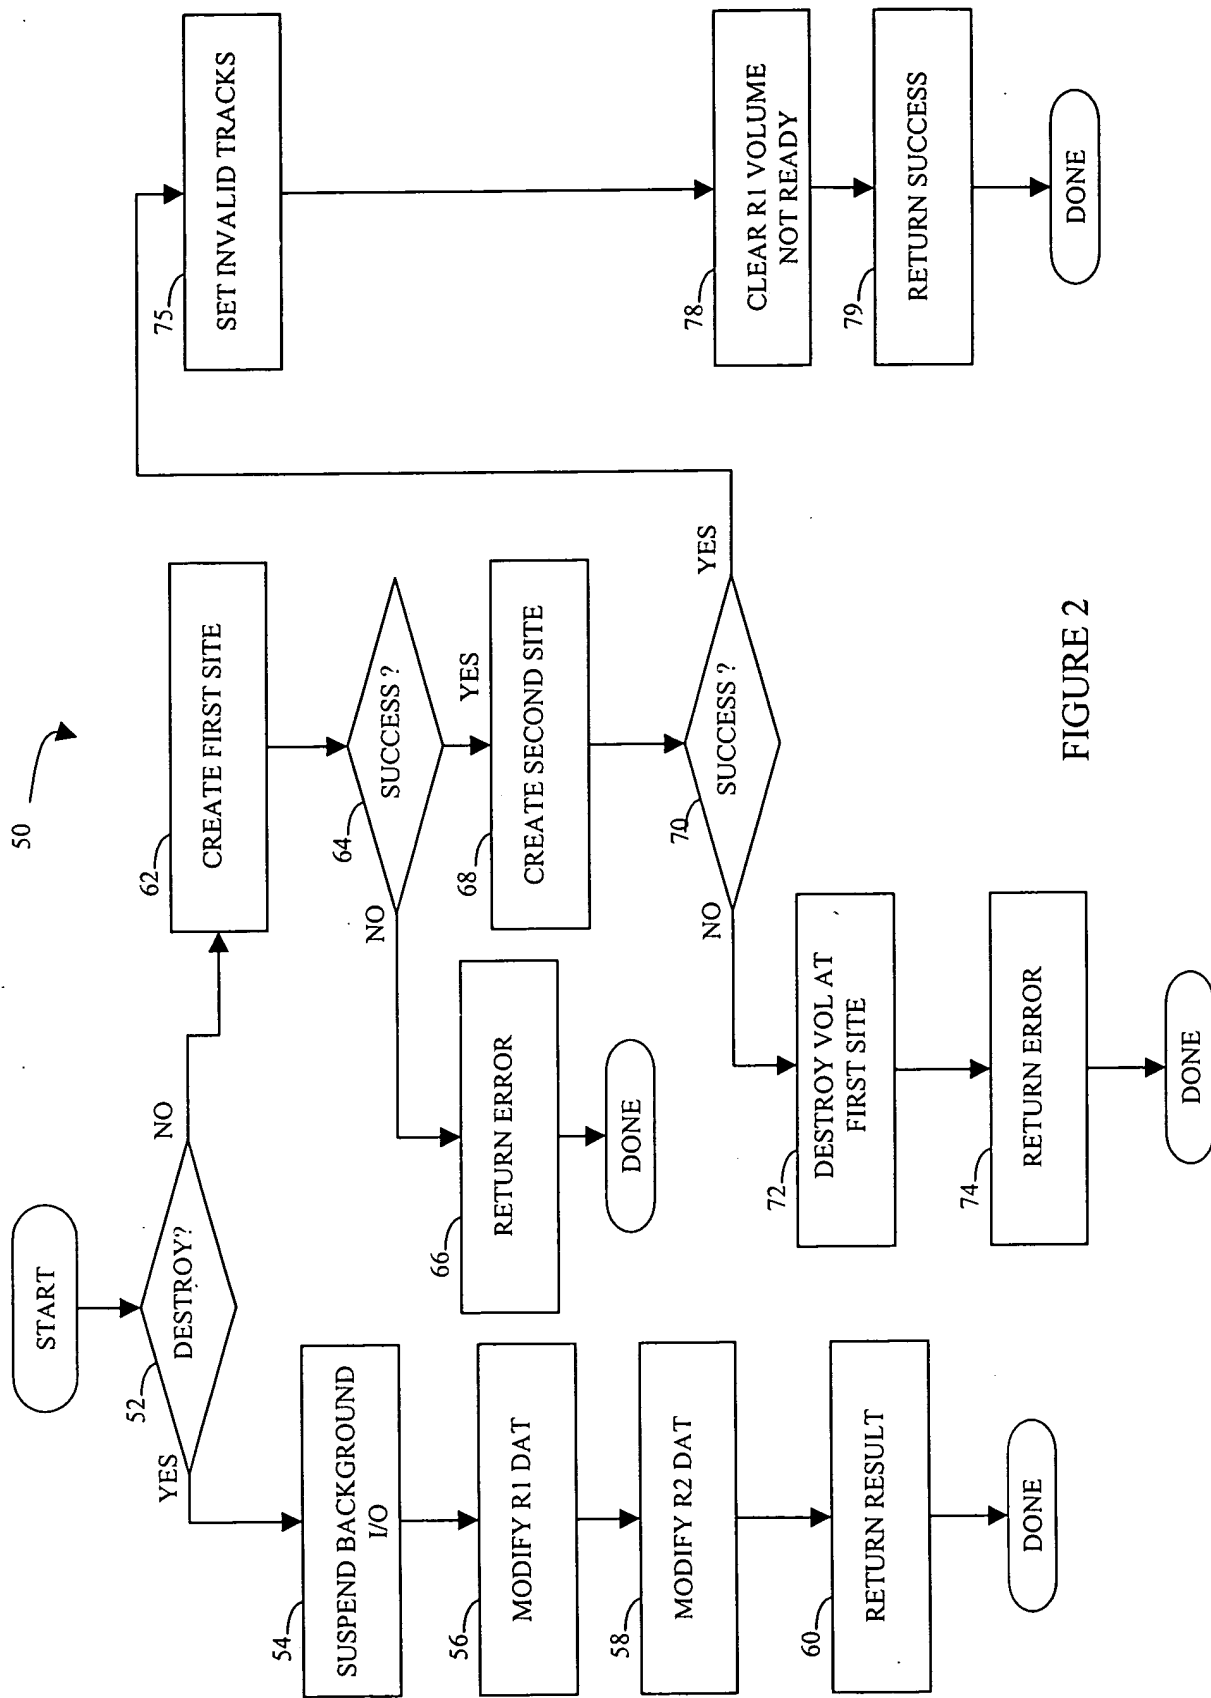 50
START
52
DESTROY?
YES
NO
54
SUSPEND BACKGROUND
I/O
56
MODIFY R1 DAT
58
MODIFY R2 DAT
60
RETURN RESULT
DONE
62
CREATE FIRST SITE
64
SUCCESS ?
NO
YES
66
RETURN ERROR
DONE
68
CREATE SECOND SITE
70
SUCCESS ?
NO
YES
72
DESTROY VOL AT
FIRST SITE
74
RETURN ERROR
DONE
75
SET INVALID TRACKS
78
CLEAR R1 VOLUME
NOT READY
79
RETURN SUCCESS
DONE
FIGURE 2